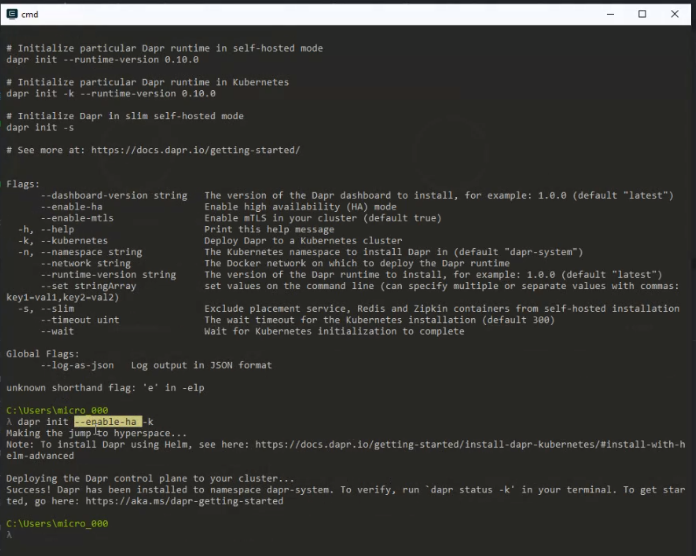 cmd
# Initialize particular Dapr runtime in self-hosted mode
dapr init --runtime-version 0.10.0
# Initialize particular Dapr runtime in Kubernetes
dapr init -k --runtime-version 0.10.0
# Initialize Dapr in slim self-hosted mode
dapr init -s
# See more at: https://docs.dapr.io/getting-started/
Flags:
--dashboard-version string The version of the Dapr dashboard to install, for example: 1.0.0 (default "latest")
--enable-ha Enable high availability (HA) mode
--enable-mtls Enable mTLS in your cluster (default true)
-h, --help Print this help message
-k, --kubernetes Deploy Dapr to a Kubernetes cluster
-n, --namespace string The Kubernetes namespace to install Dapr in (default "dapr-system")
--network string The Docker network on which to deploy the Dapr runtime
--runtime-version string The version of the Dapr runtime to install, for example: 1.0.0 (default "latest")
--set stringArray set values on the command line (can specify multiple or separate values with commas:
key1=val1,key2=val2)
-s, --slim Exclude placement service, Redis and Zipkin containers from self-hosted installation
--timeout uint The wait timeout for the Kubernetes installation (default 300)
--wait Wait for Kubernetes initialization to complete
Global Flags:
--log-as-json Log output in JSON format
unknown shorthand flag: 'e' in -elp
C:\Users\micro_000
λ dapr init --enable-ha -k
Making the jump to hyperspace...
Note: To install Dapr using Helm, see here: https://docs.dapr.io/getting-started/install-dapr-kubernetes/#install-with-h
elm-advanced
Deploying the Dapr control plane to your cluster...
Success! Dapr has been installed to namespace dapr-system. To verify, run `dapr status -k' in your terminal. To get star
ted, go here: https://aka.ms/dapr-getting-started
C:\Users\micro_000
λ